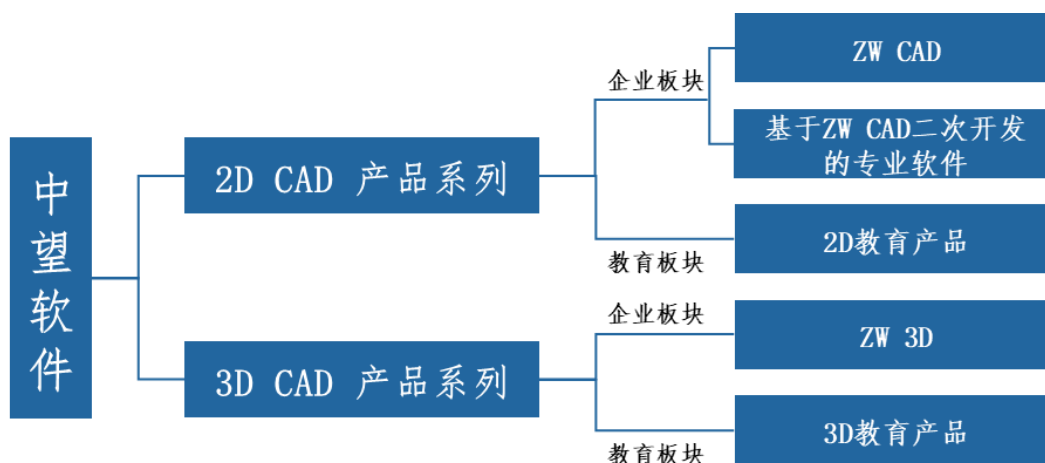 中望软件
2D CAD 产品系列
3D CAD 产品系列
企业板块
教育板块
企业板块
教育板块
ZW CAD
基于ZW CAD二次开发
的专业软件
2D教育产品
ZW 3D
3D教育产品